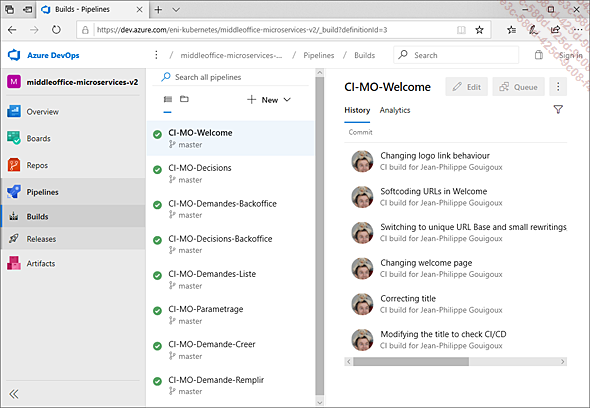 Builds - Pipelines
https://dev.azure.com/eni-kubernetes/middleoffice-microservices-v2/_build?definitionId=3
Azure DevOps
/ middleoffice-microservices-... / Pipelines / Builds
Search
Sign in
M middleoffice-microservices-v2
Overview
Boards
Repos
Pipelines
Builds
Releases
Artifacts
Search all pipelines
New
CI-MO-Welcome
master
CI-MO-Decisions
master
CI-MO-Demandes-Backoffice
master
CI-MO-Decisions-Backoffice
master
CI-MO-Demandes-Liste
master
CI-MO-Parametrage
master
CI-MO-Demande-Creer
master
CI-MO-Demande-Remplir
master
CI-MO-Welcome
Edit
Queue
History Analytics
Commit
Changing logo link behaviour
CI build for Jean-Philippe Gouigoux
Softcoding URLs in Welcome
CI build for Jean-Philippe Gouigoux
Switching to unique URL Base and small rewritings
CI build for Jean-Philippe Gouigoux
Changing welcome page
CI build for Jean-Philippe Gouigoux
Correcting title
CI build for Jean-Philippe Gouigoux
Modifying the title to check CI/CD
CI build for Jean-Philippe Gouigoux